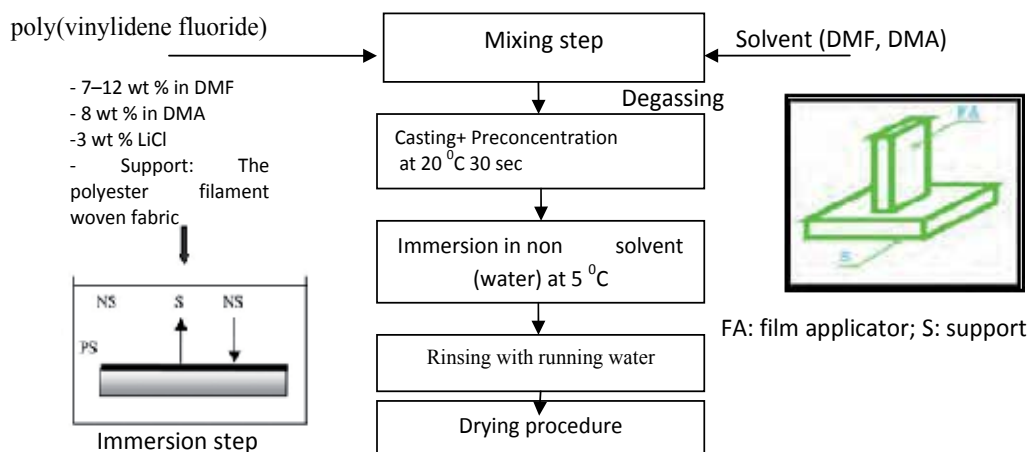 poly(vinylidene fluoride)
Mixing step
Solvent (DMF, DMA)
- 7–12 wt % in DMF
- 8 wt % in DMA
-3 wt % LiCl
- Support: The
polyester filament
woven fabric
Degassing
Casting+ Preconcentration
at 20 ⁰C 30 sec
FA
S
Immersion in non solvent
(water) at 5 ⁰C
NS S NS
PS
FA: film applicator; S: support
Rinsing with running water
Immersion step
Drying procedure